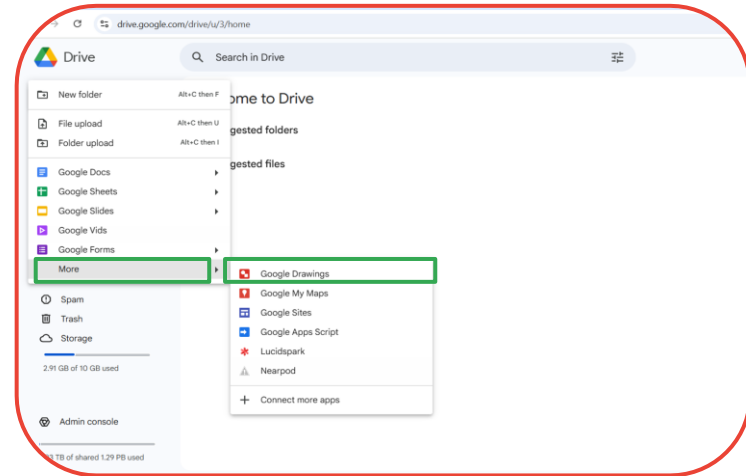 drive.google.com/drive/u/3/home
Drive
Search in Drive
New folder Alt+C then F
ome to Drive
File upload Alt+C then U
gested folders
Folder upload Alt+C then I
gested files
Google Docs
Google Sheets
Google Slides
Google Vids
Google Forms
More
Google Drawings
Google My Maps
Google Sites
Google Apps Script
Lucidspark
Nearpod
Connect more apps
Spam
Trash
Storage
2.91 GB of 10 GB used
Admin console
TB of shared 1.29 PB used